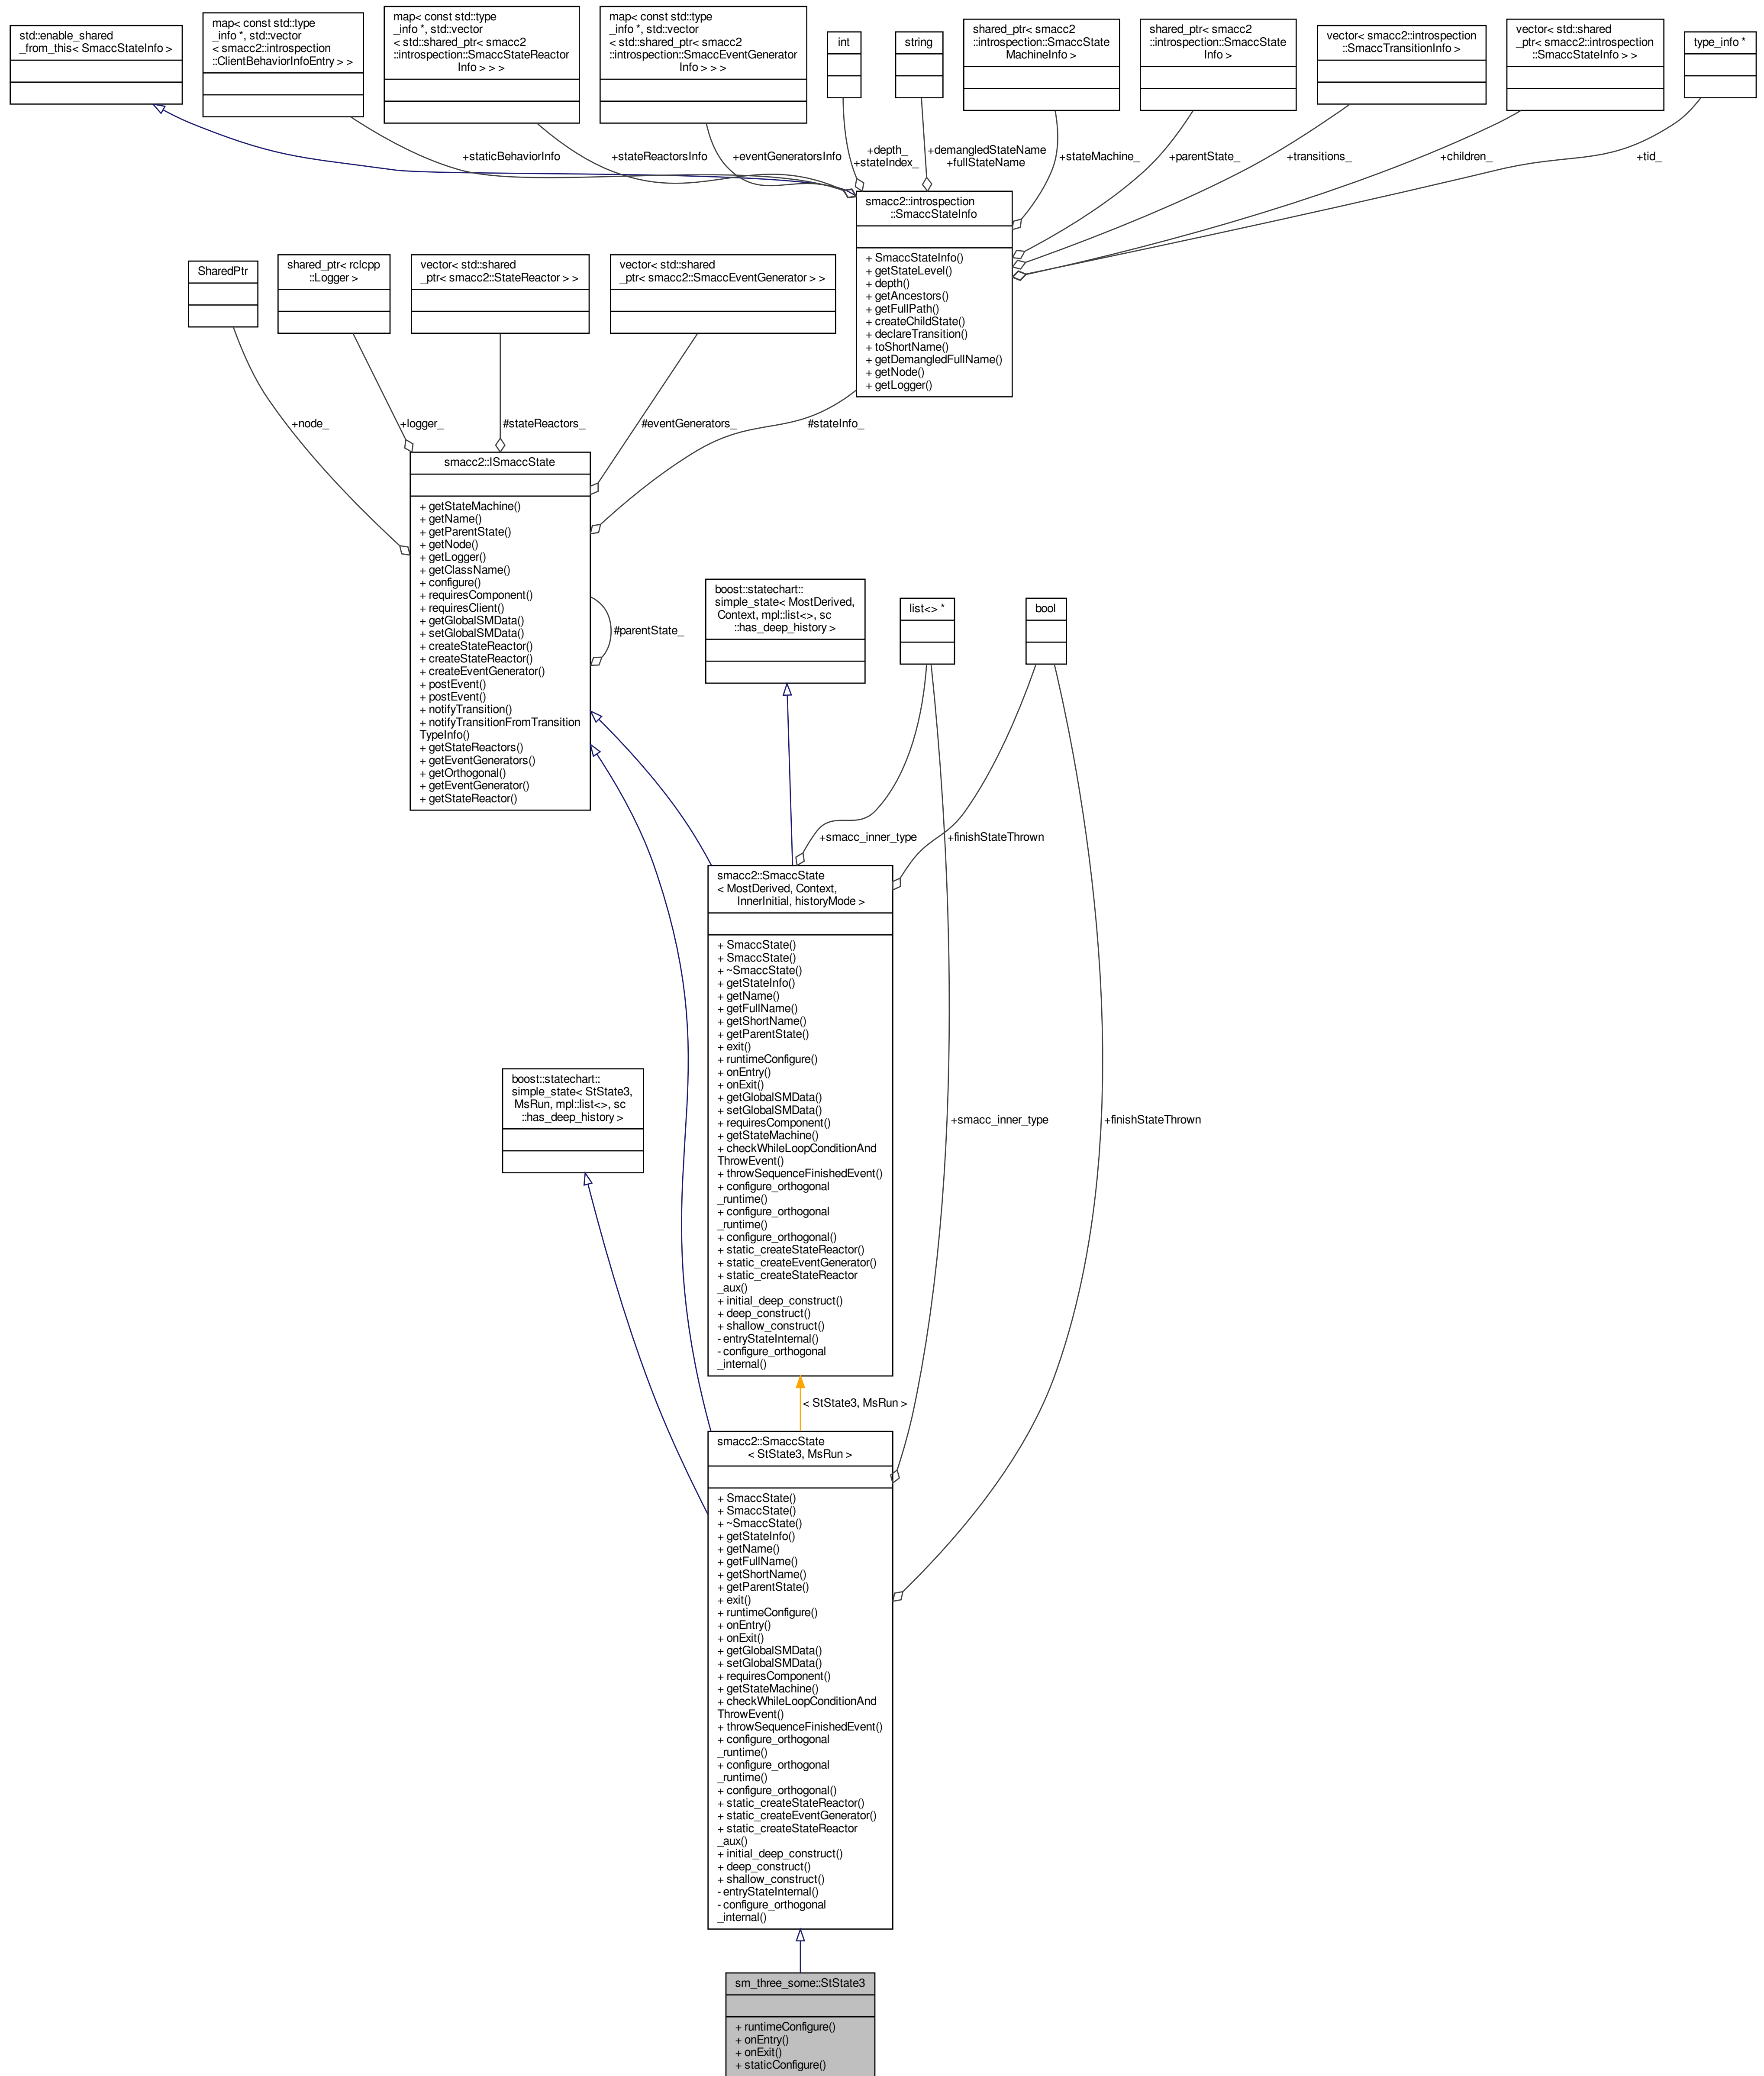 std::enable_shared
_from_this< SmaccStateInfo >
map< const std::type
_info *, std::vector
< smacc2::introspection
::ClientBehaviorInfoEntry > >
map< const std::type
_info *, std::vector
< std::shared_ptr< smacc2
::introspection::SmaccStateReactor
Info > > >
map< const std::type
_info *, std::vector
< std::shared_ptr< smacc2
::introspection::SmaccEventGenerator
Info > > >
int
string
shared_ptr< smacc2
::introspection::SmaccState
MachineInfo >
shared_ptr< smacc2
::introspection::SmaccState
Info >
vector< smacc2::introspection
::SmaccTransitionInfo >
vector< std::shared
_ptr< smacc2::introspection
::SmaccStateInfo > >
type_info *
+staticBehaviorInfo
+stateReactorsInfo
+eventGeneratorsInfo
+depth_
+stateIndex_
+demangledStateName
+fullStateName
+stateMachine_
+parentState_
+transitions_
+children_
+tid_
smacc2::introspection
::SmaccStateInfo
+ SmaccStateInfo()
+ getStateLevel()
+ depth()
+ getAncestors()
+ getFullPath()
+ createChildState()
+ declareTransition()
+ toShortName()
+ getDemangledFullName()
+ getNode()
+ getLogger()
SharedPtr
shared_ptr< rclcpp
::Logger >
vector< std::shared
_ptr< smacc2::StateReactor > >
vector< std::shared
_ptr< smacc2::SmaccEventGenerator > >
+node_
+logger_
#stateReactors_
#eventGenerators_
#stateInfo_
smacc2::ISmaccState
+ getStateMachine()
+ getName()
+ getParentState()
+ getNode()
+ getLogger()
+ getClassName()
+ configure()
+ requiresComponent()
+ requiresClient()
+ getGlobalSMData()
+ setGlobalSMData()
+ createStateReactor()
+ createStateReactor()
+ createEventGenerator()
+ postEvent()
+ postEvent()
+ notifyTransition()
+ notifyTransitionFromTransition
TypeInfo()
+ getStateReactors()
+ getEventGenerators()
+ getOrthogonal()
+ getEventGenerator()
+ getStateReactor()
#parentState_
boost::statechart::
simple_state< MostDerived,
Context, mpl::list<>, sc
::has_deep_history >
list<> *
bool
+smacc_inner_type
+finishStateThrown
smacc2::SmaccState
< MostDerived, Context,
InnerInitial, historyMode >
+ SmaccState()
+ SmaccState()
+ ~SmaccState()
+ getStateInfo()
+ getName()
+ getFullName()
+ getShortName()
+ getParentState()
+ exit()
+ runtimeConfigure()
+ onEntry()
+ onExit()
+ getGlobalSMData()
+ setGlobalSMData()
+ requiresComponent()
+ getStateMachine()
+ checkWhileLoopConditionAnd
ThrowEvent()
+ throwSequenceFinishedEvent()
+ configure_orthogonal
_runtime()
+ configure_orthogonal
_runtime()
+ configure_orthogonal()
+ static_createStateReactor()
+ static_createEventGenerator()
+ static_createStateReactor
_aux()
+ initial_deep_construct()
+ deep_construct()
+ shallow_construct()
- entryStateInternal()
- configure_orthogonal
_internal()
boost::statechart::
simple_state< StState3,
MsRun, mpl::list<>, sc
::has_deep_history >
+smacc_inner_type
+finishStateThrown
< StState3, MsRun >
smacc2::SmaccState
< StState3, MsRun >
+ SmaccState()
+ SmaccState()
+ ~SmaccState()
+ getStateInfo()
+ getName()
+ getFullName()
+ getShortName()
+ getParentState()
+ exit()
+ runtimeConfigure()
+ onEntry()
+ onExit()
+ getGlobalSMData()
+ setGlobalSMData()
+ requiresComponent()
+ getStateMachine()
+ checkWhileLoopConditionAnd
ThrowEvent()
+ throwSequenceFinishedEvent()
+ configure_orthogonal
_runtime()
+ configure_orthogonal
_runtime()
+ configure_orthogonal()
+ static_createStateReactor()
+ static_createEventGenerator()
+ static_createStateReactor
_aux()
+ initial_deep_construct()
+ deep_construct()
+ shallow_construct()
- entryStateInternal()
- configure_orthogonal
_internal()
sm_three_some::StState3
+ runtimeConfigure()
+ onEntry()
+ onExit()
+ staticConfigure()